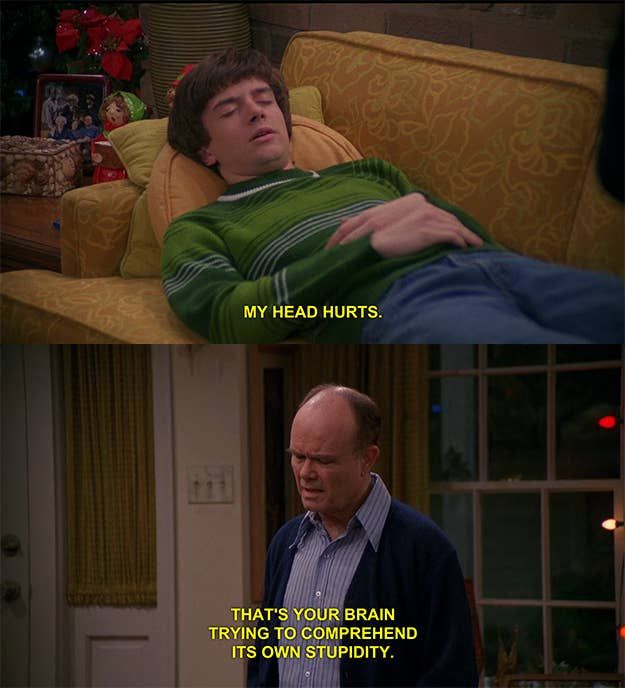 MY HEAD HURTS.
THAT'S YOUR BRAIN
TRYING TO COMPREHEND
ITS OWN STUPIDITY.